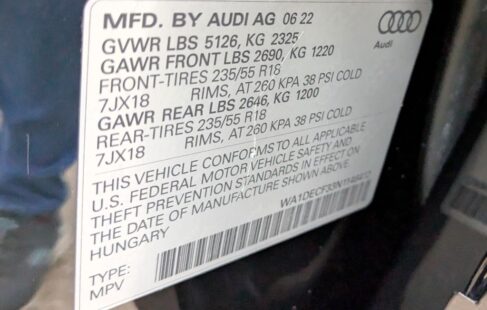 MFD. BY AUDI AG 06 22
GVWR LBS 5126, KG 2325
GAWR FRONT LBS 2690, KG 1220
FRONT-TIRES 235/55 R18
7JX18 RIMS, AT 260 KPA 38 PSI COLD
GAWR REAR LBS 2646, KG 1200
REAR-TIRES 235/55 R18
7JX18 RIMS, AT 260 KPA 38 PSI COLD
THIS VEHICLE CONFORMS TO ALL APPLICABLE
U.S. FEDERAL MOTOR VEHICLE SAFETY AND
THEFT PREVENTION STANDARDS IN EFFECT ON
THE DATE OF MANUFACTURE SHOWN ABOVE
HUNGARY
TYPE:
MPV
Audi